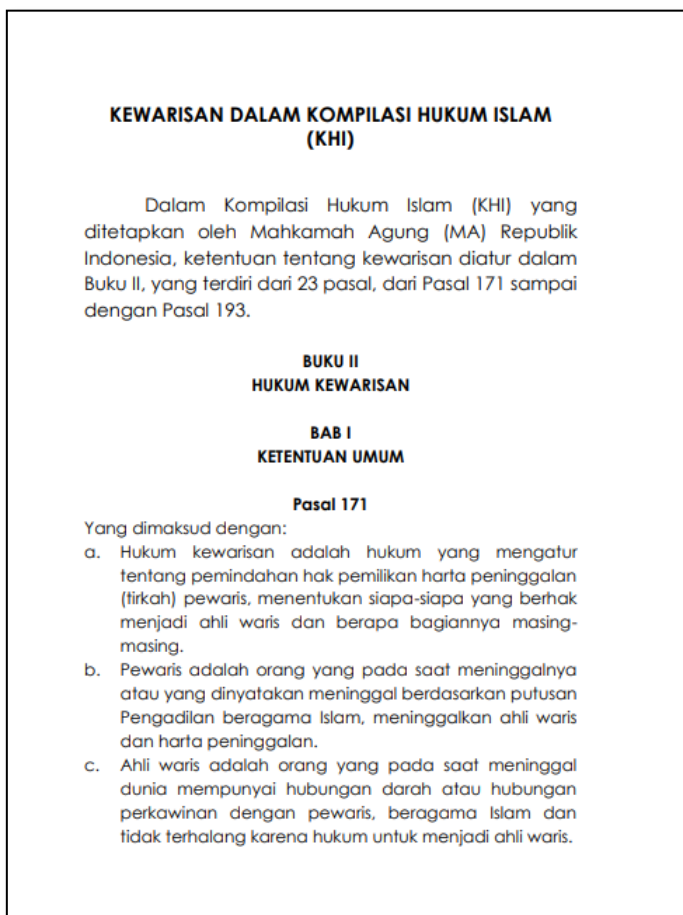 KEWARISAN DALAM KOMPILASI HUKUM ISLAM
(KHI)
Dalam Kompilasi Hukum Islam (KHI) yang
ditetapkan oleh Mahkamah Agung (MA) Republik
Indonesia, ketentuan tentang kewarisan diatur dalam
Buku II, yang terdiri dari 23 pasal, dari Pasal 171 sampai
dengan Pasal 193.
BUKU II
HUKUM KEWARISAN
BAB I
KETENTUAN UMUM
Pasal 171
Yang dimaksud dengan:
a. Hukum kewarisan adalah hukum yang mengatur
tentang pemindahan hak pemilikan harta peninggalan
(tirkah) pewaris, menentukan siapa-siapa yang berhak
menjadi ahli waris dan berapa bagiannya masing-
masing.
b. Pewaris adalah orang yang pada saat meninggalnya
atau yang dinyatakan meninggal berdasarkan putusan
Pengadilan beragama Islam, meninggalkan ahli waris
dan harta peninggalan.
c. Ahli waris adalah orang yang pada saat meninggal
dunia mempunyai hubungan darah atau hubungan
perkawinan dengan pewaris, beragama Islam dan
tidak terhalang karena hukum untuk menjadi ahli waris.